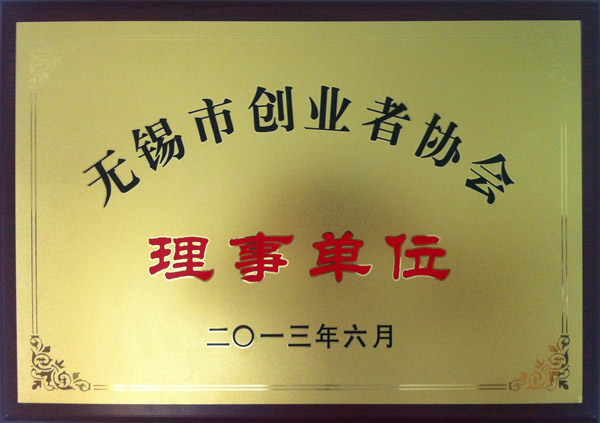 无锡市创业者协会
理事单位
二〇一三年六月